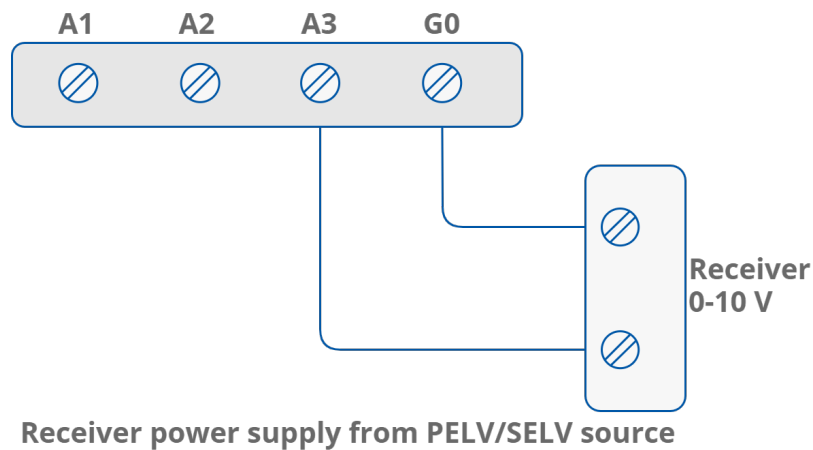 A1 A2 A3 G0
Receiver
0-10 V
Receiver power supply from PELV/SELV source